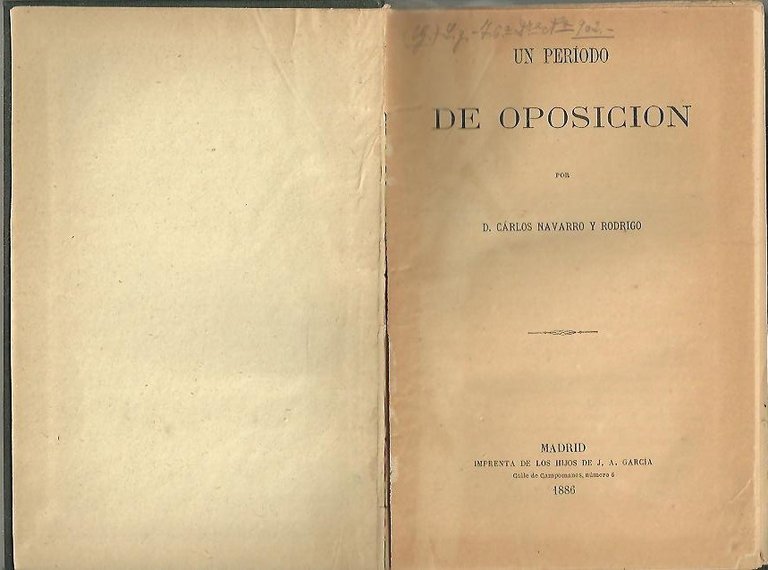 UN PERÍODO
DE OPOSICION
POR
D. CÁRLOS NAVARRO Y RODRIGO
MADRID
IMPRENTA DE LOS HIJOS DE J. A. GARCÍA
Calle de Campomanes, número 6
1886